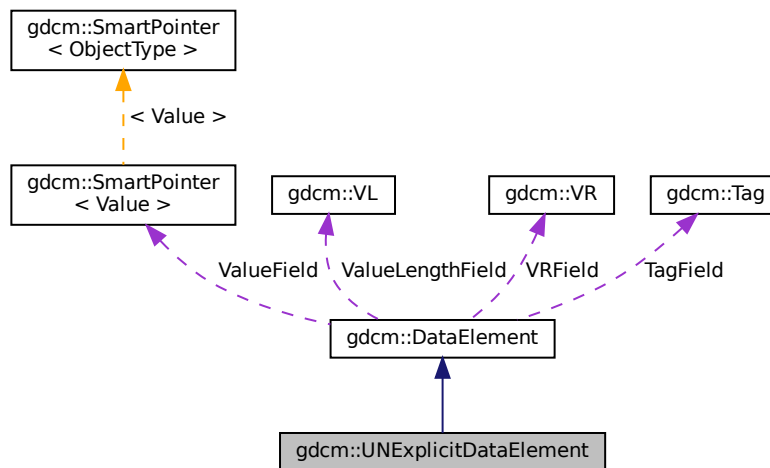 gdcm::SmartPointer
< ObjectType >
< Value >
gdcm::SmartPointer
< Value >
gdcm::VL
gdcm::VR
gdcm::Tag
ValueField
ValueLengthField
VRField
TagField
gdcm::DataElement
gdcm::UNExplicitDataElement